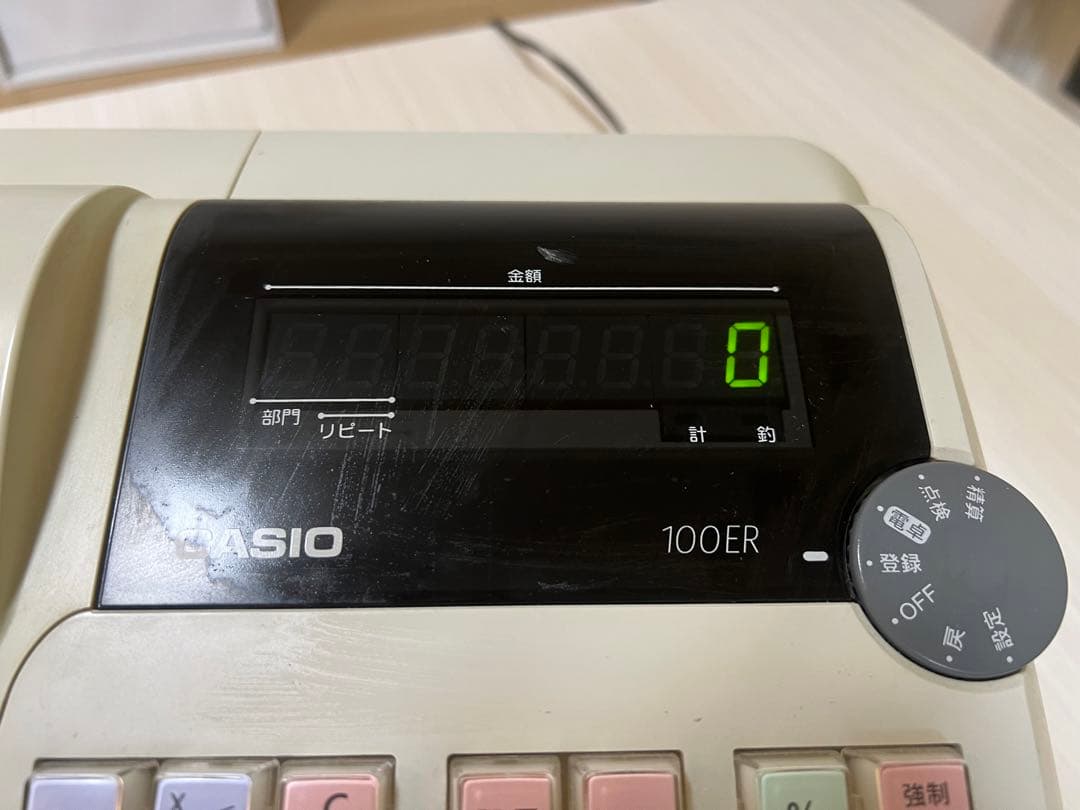 金額
0
部門
リピート
計 釣
CASIO
100ER
精算
点検
電卓
登録
OFF
戻
設定
C
%
強制